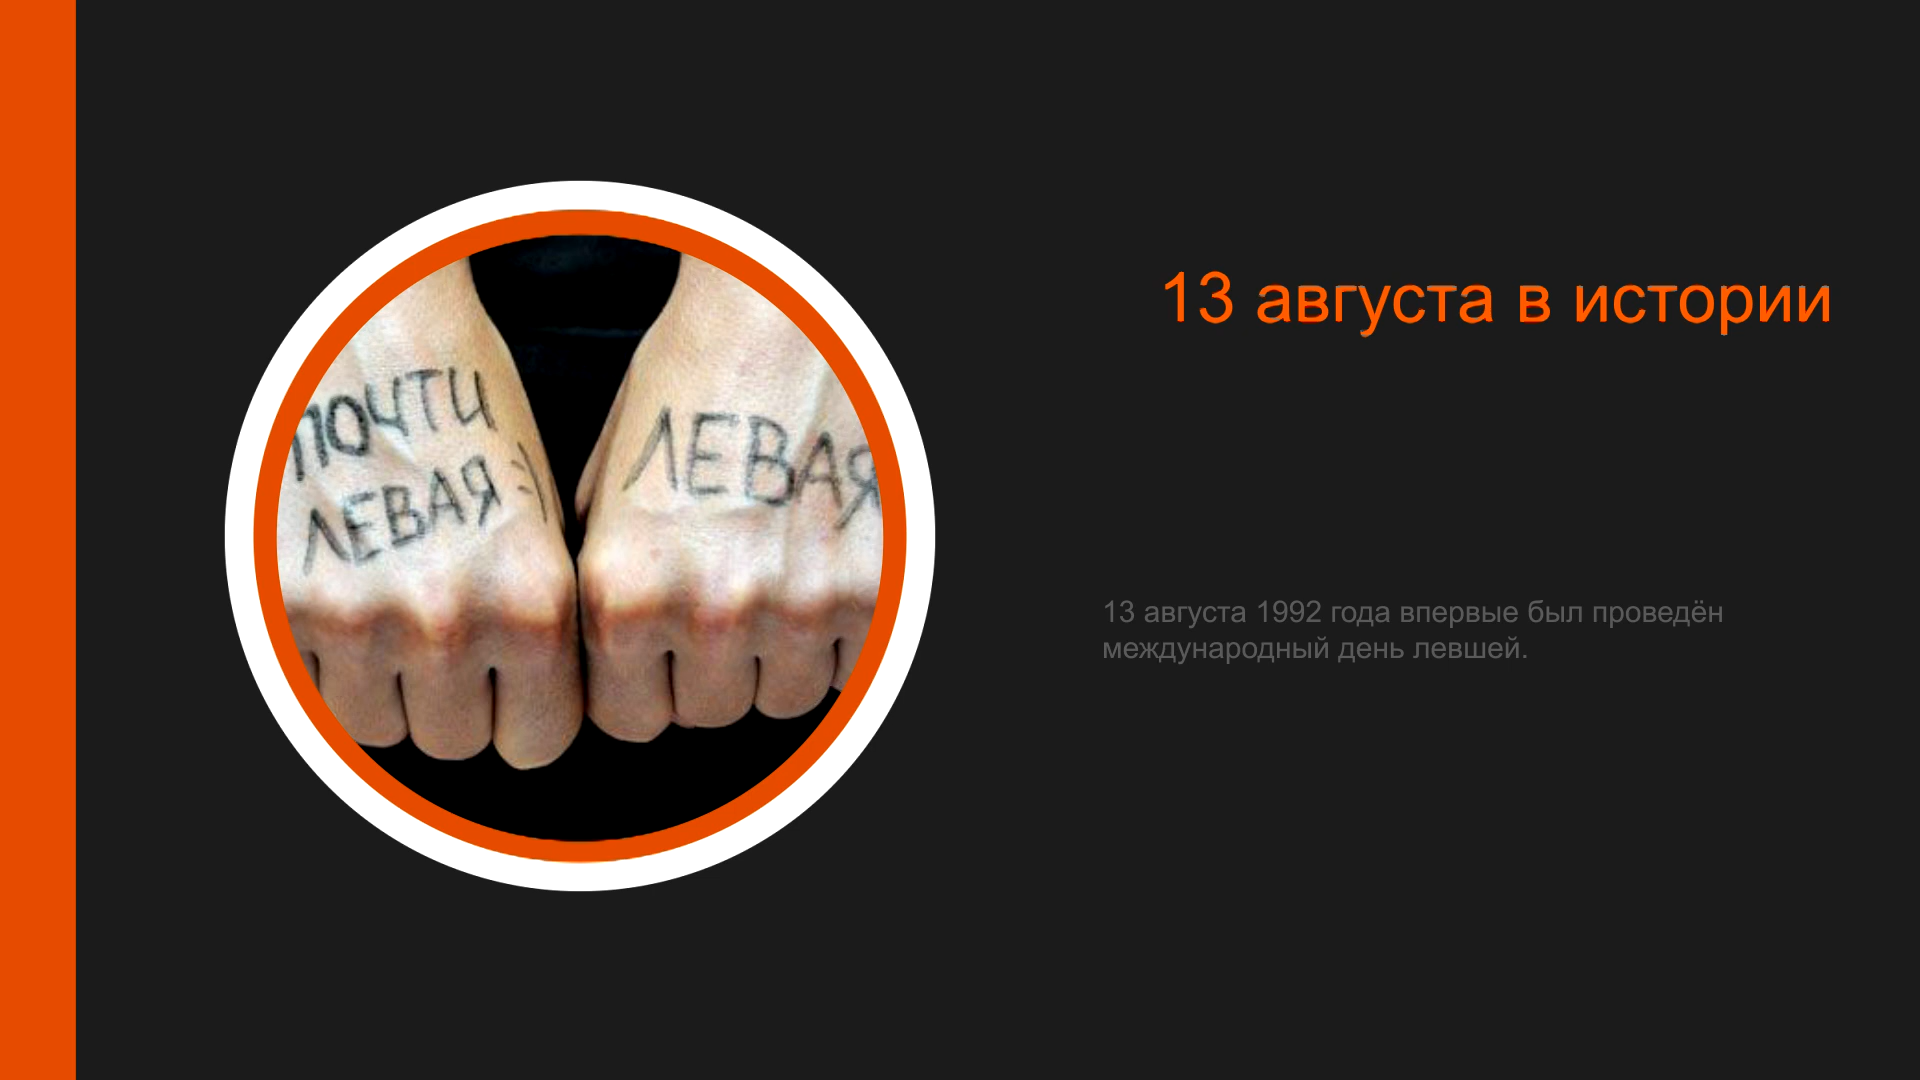 13 августа в истории
ПОЧТИ
ЛЕВАЯ :)
ЛЕВАЯ
13 августа 1992 года впервые был проведён
международный день левшей.